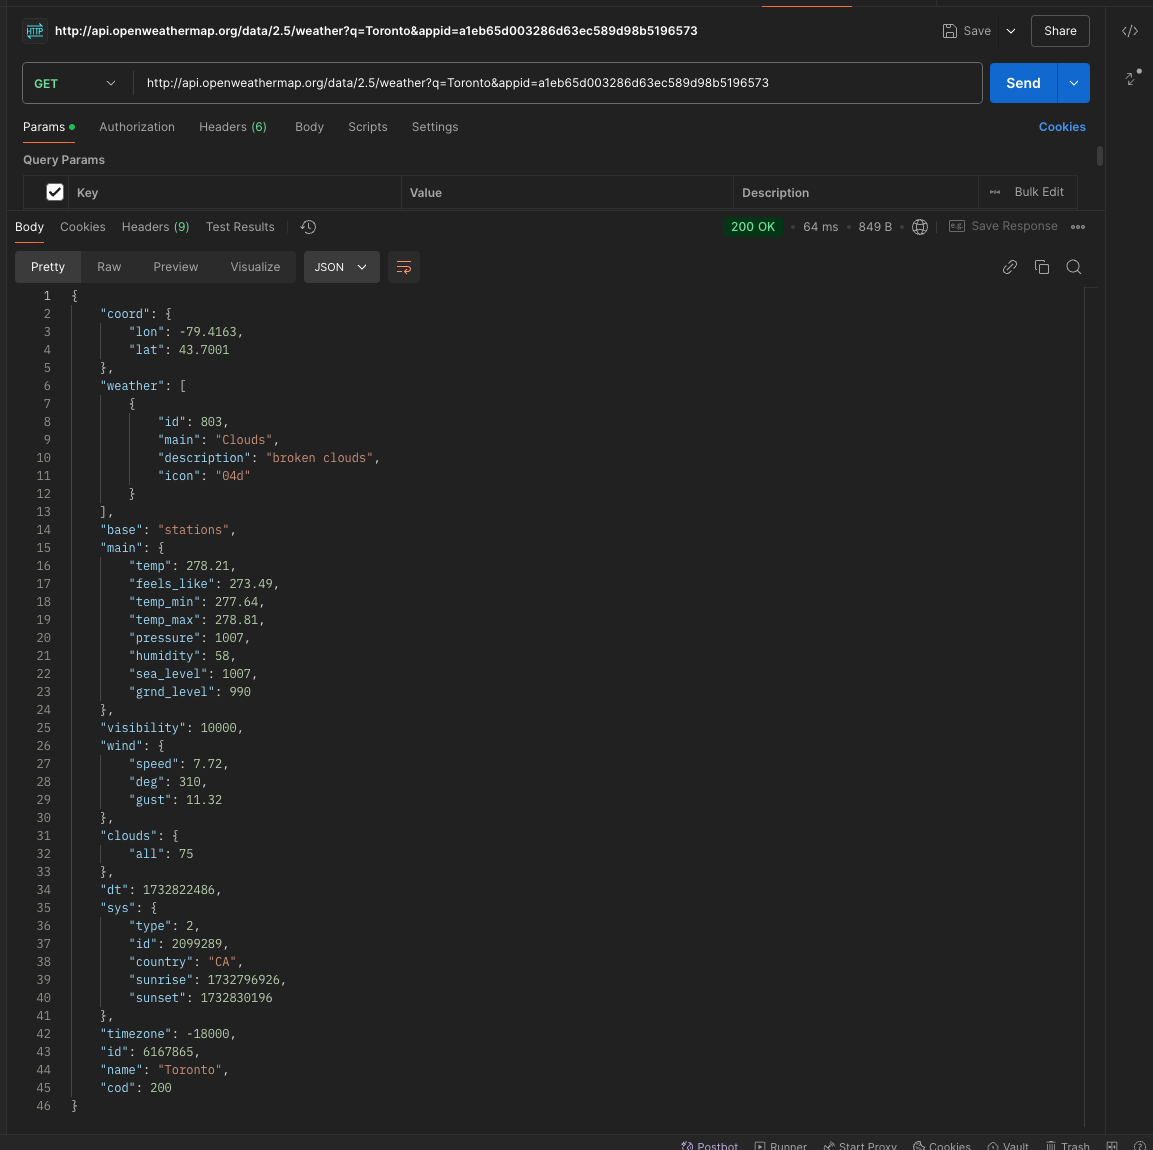 HTTP http://api.openweathermap.org/data/2.5/weather?q=Toronto&appid=a1eb65d003286d63ec589d98b5196573 Save Share
GET http://api.openweathermap.org/data/2.5/weather?q=Toronto&appid=a1eb65d003286d63ec589d98b5196573 Send
Params Authorization Headers (6) Body Scripts Settings Cookies
Query Params
Key Value Description Bulk Edit
Body Cookies Headers (9) Test Results 200 OK 64 ms 849 B e.g. Save Response
Pretty Raw Preview Visualize JSON
1 {
2 "coord": {
3 "lon": -79.4163,
4 "lat": 43.7001
5 },
6 "weather": [
7 {
8 "id": 803,
9 "main": "Clouds",
10 "description": "broken clouds",
11 "icon": "04d"
12 }
13 ],
14 "base": "stations",
15 "main": {
16 "temp": 278.21,
17 "feels_like": 273.49,
18 "temp_min": 277.64,
19 "temp_max": 278.81,
20 "pressure": 1007,
21 "humidity": 58,
22 "sea_level": 1007,
23 "grnd_level": 990
24 },
25 "visibility": 10000,
26 "wind": {
27 "speed": 7.72,
28 "deg": 310,
29 "gust": 11.32
30 },
31 "clouds": {
32 "all": 75
33 },
34 "dt": 1732822486,
35 "sys": {
36 "type": 2,
37 "id": 2099289,
38 "country": "CA",
39 "sunrise": 1732796926,
40 "sunset": 1732830196
41 },
42 "timezone": -18000,
43 "id": 6167865,
44 "name": "Toronto",
45 "cod": 200
46 }
Postbot Runner Start Proxy Cookies Vault Trash